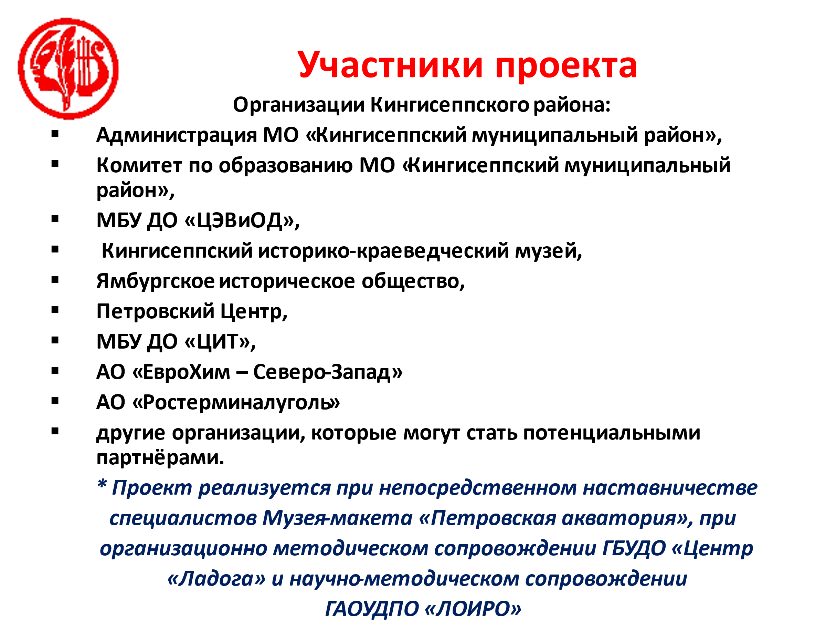 Участники проекта
Организации Кингисеппского района:
▪ Администрация МО «Кингисеппский муниципальный район»,
▪ Комитет по образованию МО «Кингисеппский муниципальный
район»,
▪ МБУ ДО «ЦЭВиОД»,
▪ Кингисеппский историко-краеведческий музей,
▪ Ямбургское историческое общество,
▪ Петровский Центр,
▪ МБУ ДО «ЦИТ»,
▪ АО «ЕвроХим – Северо-Запад»
▪ АО «Ростерминалуголь»
▪ другие организации, которые могут стать потенциальными
партнёрами.
* Проект реализуется при непосредственном наставничестве
специалистов Музея-макета «Петровская акватория», при
организационно методическом сопровождении ГБУДО «Центр
«Ладога» и научно-методическом сопровождении
ГАОУДПО «ЛОИРО»